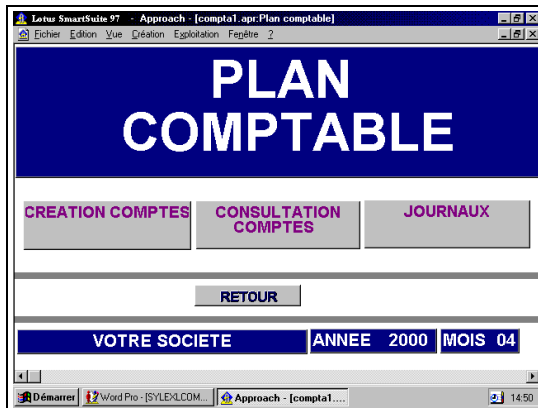 Lotus SmartSuite 97 - Approach - [compta1.apr:Plan comptable]
Fichier Edition Vue Création Exploitation Fenêtre ?
PLAN
COMPTABLE
CREATION COMPTES
CONSULTATION
COMPTES
JOURNAUX
RETOUR
VOTRE SOCIETE
ANNEE 2000
MOIS 04
Démarrer
Word Pro - [SYLEXLCOM...
Approach - [compta1....
14:50